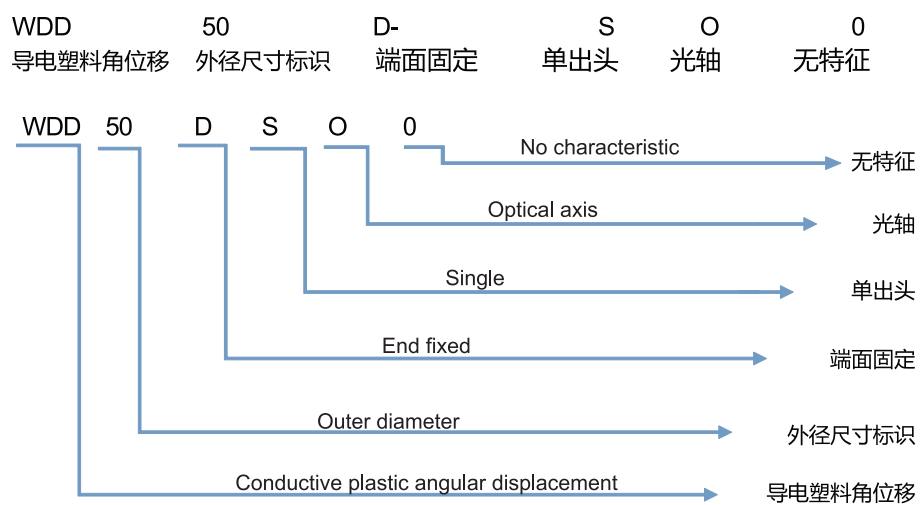 WDD 50 D- S O 0
导电塑料角位移 外径尺寸标识 端面固定 单出头 光轴 无特征
WDD 50 D S O 0
No characteristic 无特征
Optical axis 光轴
Single 单出头
End fixed 端面固定
Outer diameter 外径尺寸标识
Conductive plastic angular displacement 导电塑料角位移